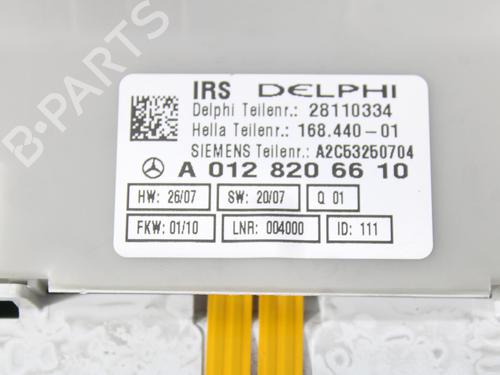 IRS DELPHI
Delphi Teilenr.: 28110334
Hella Teilenr.: 168.440-01
SIEMENS Teilenr.: A2C53250704
A 012 820 66 10
HW: 26/07 SW: 20/07 Q 01
FKW: 01/10 LNR: 004000 ID: 111
B-PARTS